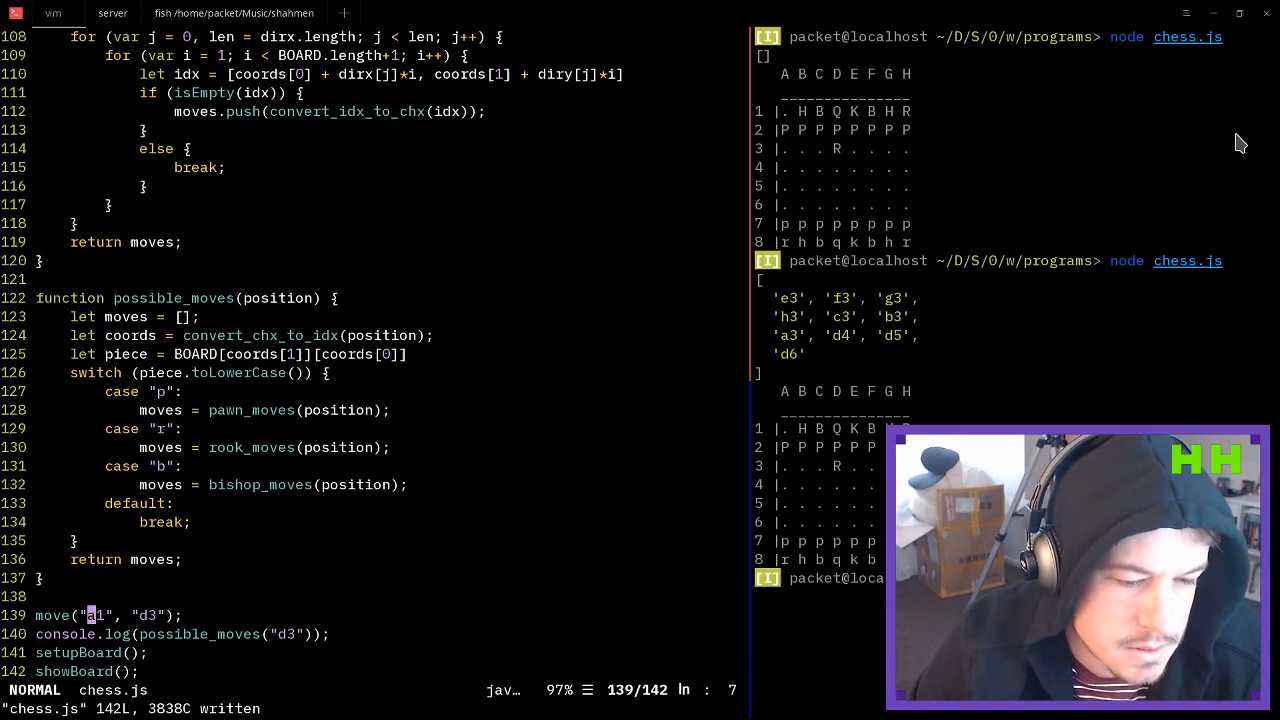 vim server fish /home/packet/Music/shahmen +
108 for (var j = 0, len = dirx.length; j < len; j++) {
109 for (var i = 1; i < BOARD.length+1; i++) {
110 let idx = [coords[0] + dirx[j]*i, coords[1] + diry[j]*i]
111 if (isEmpty(idx)) {
112 moves.push(convert_idx_to_chx(idx));
113 }
114 else {
115 break;
116 }
117 }
118 }
119 return moves;
120 }
121
122 function possible_moves(position) {
123 let moves = [];
124 let coords = convert_chx_to_idx(position);
125 let piece = BOARD[coords[1]][coords[0]]
126 switch (piece.toLowerCase()) {
127 case "p":
128 moves = pawn_moves(position);
129 case "r":
130 moves = rook_moves(position);
131 case "b":
132 moves = bishop_moves(position);
133 default:
134 break;
135 }
136 return moves;
137 }
138
139 move("a1", "d3");
140 console.log(possible_moves("d3"));
141 setupBoard();
142 showBoard();
NORMAL chess.js jav… 97% ☰ 139/142 ln : 7
"chess.js" 142L, 3838C written
[I] packet@localhost ~/D/S/0/w/programs> node chess.js
[]
A B C D E F G H
_______________
1 |. H B Q K B H R
2 |P P P P P P P P
3 |. . . R . . . .
4 |. . . . . . . .
5 |. . . . . . . .
6 |. . . . . . . .
7 |p p p p p p p p
8 |r h b q k b h r
[I] packet@localhost ~/D/S/0/w/programs> node chess.js
[
'e3', 'f3', 'g3',
'h3', 'c3', 'b3',
'a3', 'd4', 'd5',
'd6'
]
A B C D E F G H
_______________
1 |. H B Q K B H R
2 |P P P P P P
3 |. . . R . .
4 |. . . . . .
5 |. . . . . .
6 |. . . . . .
7 |p p p p p p
8 |r h b q k b
[I] packet@loca
HH